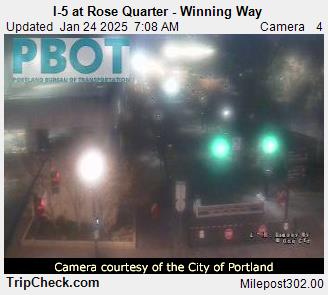 I-5 at Rose Quarter - Winning Way
Updated Jan 24 2025 7:08 AM Camera 4
PBOT
PORTLAND BUREAU OF TRANSPORTATION
Camera courtesy of the City of Portland
TripCheck.com Milepost302.00